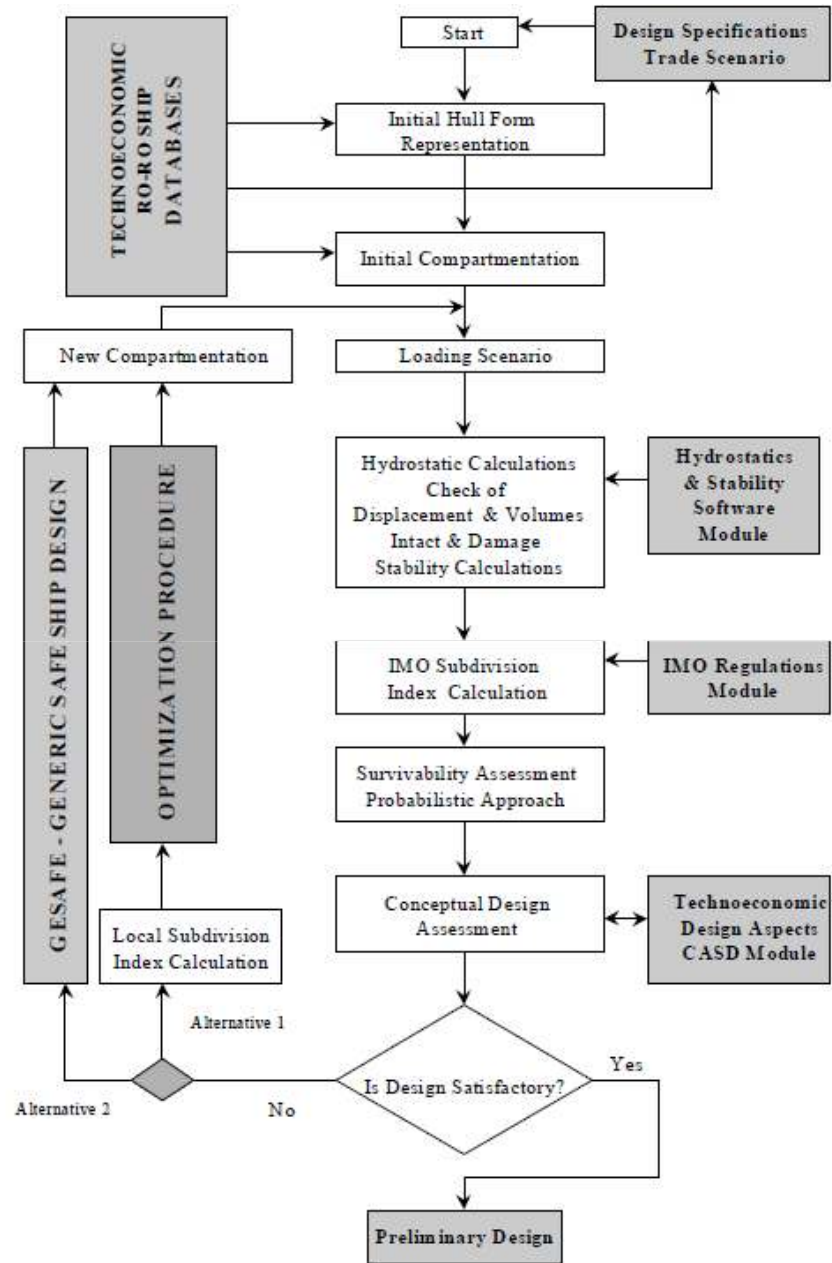 Start
Design Specifications
Trade Scenario
TECHNOECONOMIC
RO-RO SHIP
DATABASES
Initial Hull Form
Representation
Initial Compartmentation
New Compartmentation
Loading Scenario
GESAFE - GENERIC SAFE SHIP DESIGN
OPTIMIZATION PROCEDURE
Hydrostatic Calculations
Check of
Displacement & Volumes
Intact & Damage
Stability Calculations
Hydrostatics
& Stability
Software
Module
IMO Subdivision
Index Calculation
IMO Regulations
Module
Survivability Assessment
Probabilistic Approach
Conceptual Design
Assessment
Technoeconomic
Design Aspects
CASD Module
Local Subdivision
Index Calculation
Alternative 1
Alternative 2
No
Is Design Satisfactory?
Yes
Preliminary Design